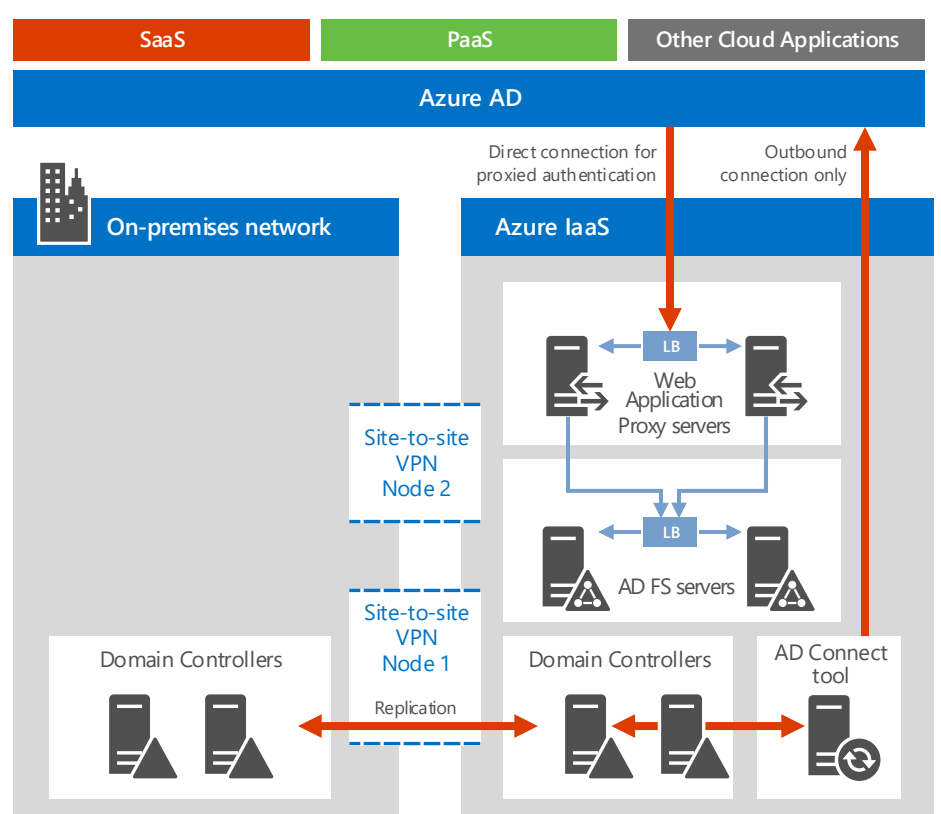 SaaS
PaaS
Other Cloud Applications
Azure AD
Direct connection for
proxied authentication
Outbound
connection only
On-premises network
Azure IaaS
LB
Web
Application
Proxy servers
Site-to-site
VPN
Node 2
LB
AD FS servers
Site-to-site
VPN
Node 1
Domain Controllers
Replication
Domain Controllers
AD Connect
tool